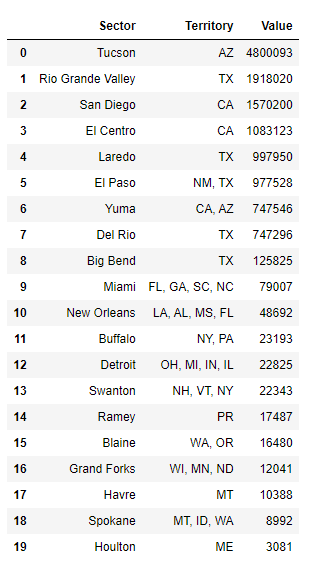 Sector Territory Value
0 Tucson AZ 4800093
1 Rio Grande Valley TX 1918020
2 San Diego CA 1570200
3 El Centro CA 1083123
4 Laredo TX 997950
5 El Paso NM, TX 977528
6 Yuma CA, AZ 747546
7 Del Rio TX 747296
8 Big Bend TX 125825
9 Miami FL, GA, SC, NC 79007
10 New Orleans LA, AL, MS, FL 48692
11 Buffalo NY, PA 23193
12 Detroit OH, MI, IN, IL 22825
13 Swanton NH, VT, NY 22343
14 Ramey PR 17487
15 Blaine WA, OR 16480
16 Grand Forks WI, MN, ND 12041
17 Havre MT 10388
18 Spokane MT, ID, WA 8992
19 Houlton ME 3081